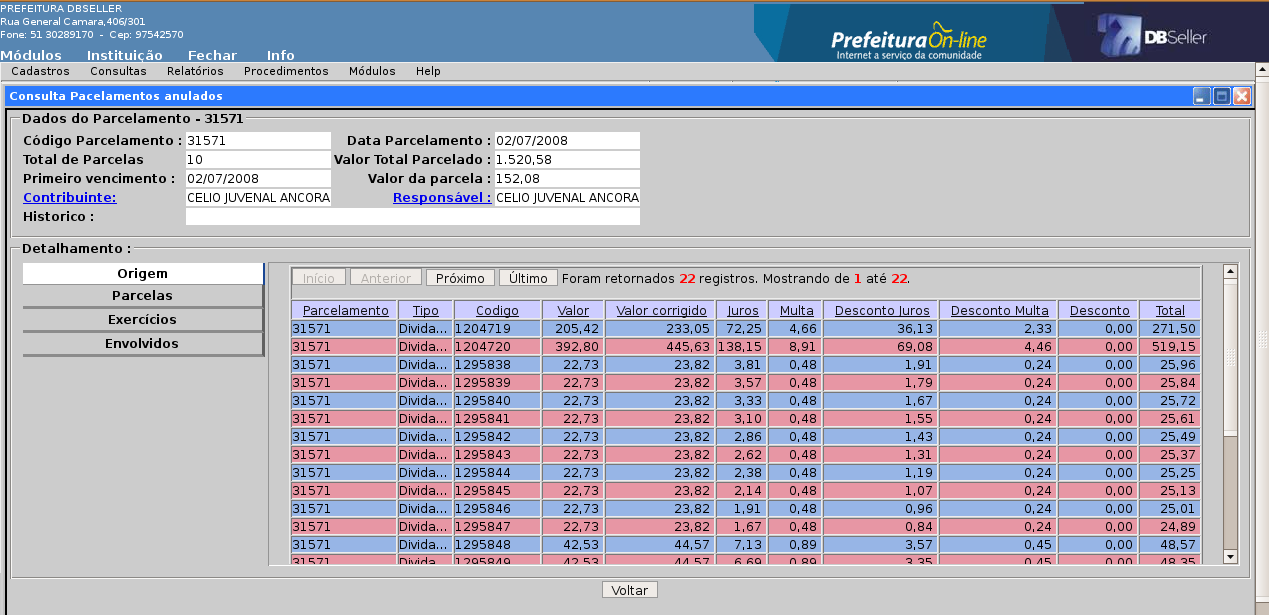 PREFEITURA DBSELLER
Rua General Camara,406/301
Fone: 51 30289170 - Cep: 97542570
Módulos Instituição Fechar Info
PrefeituraOn-line
Internet a serviço da comunidade
DBSeller
Cadastros Consultas Relatórios Procedimentos Módulos Help
Consulta Pacelamentos anulados
Dados do Parcelamento - 31571
Código Parcelamento : 31571 Data Parcelamento : 02/07/2008
Total de Parcelas 10 Valor Total Parcelado : 1.520,58
Primeiro vencimento : 02/07/2008 Valor da parcela : 152,08
Contribuinte: CELIO JUVENAL ANCORA Responsável : CELIO JUVENAL ANCORA
Historico :
Detalhamento :
Origem
Parcelas
Exercícios
Envolvidos
Início Anterior Próximo Último Foram retornados 22 registros. Mostrando de 1 até 22.
Parcelamento Tipo Codigo Valor Valor corrigido Juros Multa Desconto Juros Desconto Multa Desconto Total
31571 Divida... 1204719 205,42 233,05 72,25 4,66 36,13 2,33 0,00 271,50
31571 Divida... 1204720 392,80 445,63 138,15 8,91 69,08 4,46 0,00 519,15
31571 Divida... 1295838 22,73 23,82 3,81 0,48 1,91 0,24 0,00 25,96
31571 Divida... 1295839 22,73 23,82 3,57 0,48 1,79 0,24 0,00 25,84
31571 Divida... 1295840 22,73 23,82 3,33 0,48 1,67 0,24 0,00 25,72
31571 Divida... 1295841 22,73 23,82 3,10 0,48 1,55 0,24 0,00 25,61
31571 Divida... 1295842 22,73 23,82 2,86 0,48 1,43 0,24 0,00 25,49
31571 Divida... 1295843 22,73 23,82 2,62 0,48 1,31 0,24 0,00 25,37
31571 Divida... 1295844 22,73 23,82 2,38 0,48 1,19 0,24 0,00 25,25
31571 Divida... 1295845 22,73 23,82 2,14 0,48 1,07 0,24 0,00 25,13
31571 Divida... 1295846 22,73 23,82 1,91 0,48 0,96 0,24 0,00 25,01
31571 Divida... 1295847 22,73 23,82 1,67 0,48 0,84 0,24 0,00 24,89
31571 Divida... 1295848 42,53 44,57 7,13 0,89 3,57 0,45 0,00 48,57
31571 Divida... 1295849 42,53 44,57 6,69 0,89 3,35 0,45 0,00 48,35
Voltar